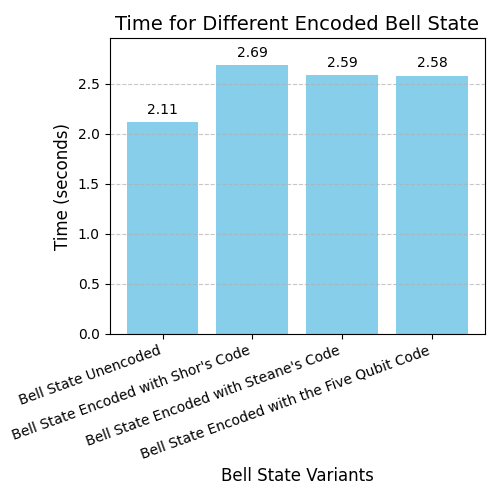 Time for Different Encoded Bell State
2.11
2.69
2.59
2.58
Time (seconds)
2.5
2.0
1.5
1.0
0.5
0.0
Bell State Unencoded
Bell State Encoded with Shor's Code
Bell State Encoded with Steane's Code
Bell State Encoded with the Five Qubit Code
Bell State Variants